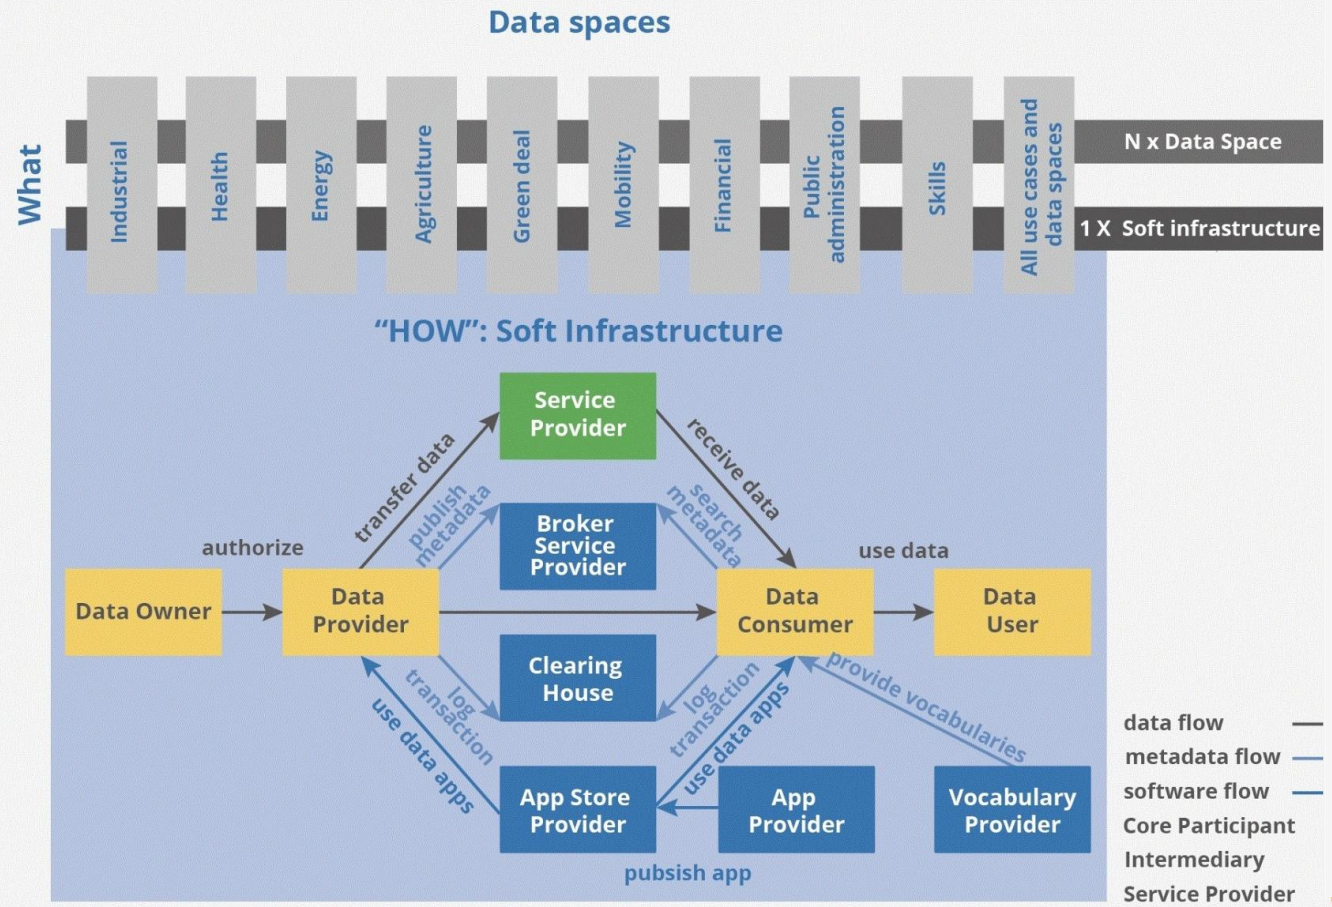 Data spaces
What
Industrial
Health
Energy
Agriculture
Green deal
Mobility
Financial
Public
administration
Skills
All use cases and
data spaces
N x Data Space
1 X Soft infrastructure
“HOW”: Soft Infrastructure
Service
Provider
transfer data
receive data
publish
metadata
search
metadata
Broker
Service
Provider
authorize
use data
Data Owner
Data
Provider
Data
Consumer
Data
User
Clearing
House
log
transaction
log
transaction
use data apps
use data apps
provide vocabularies
App Store
Provider
App
Provider
Vocabulary
Provider
pubsish app
data flow
metadata flow
software flow
Core Participant
Intermediary
Service Provider